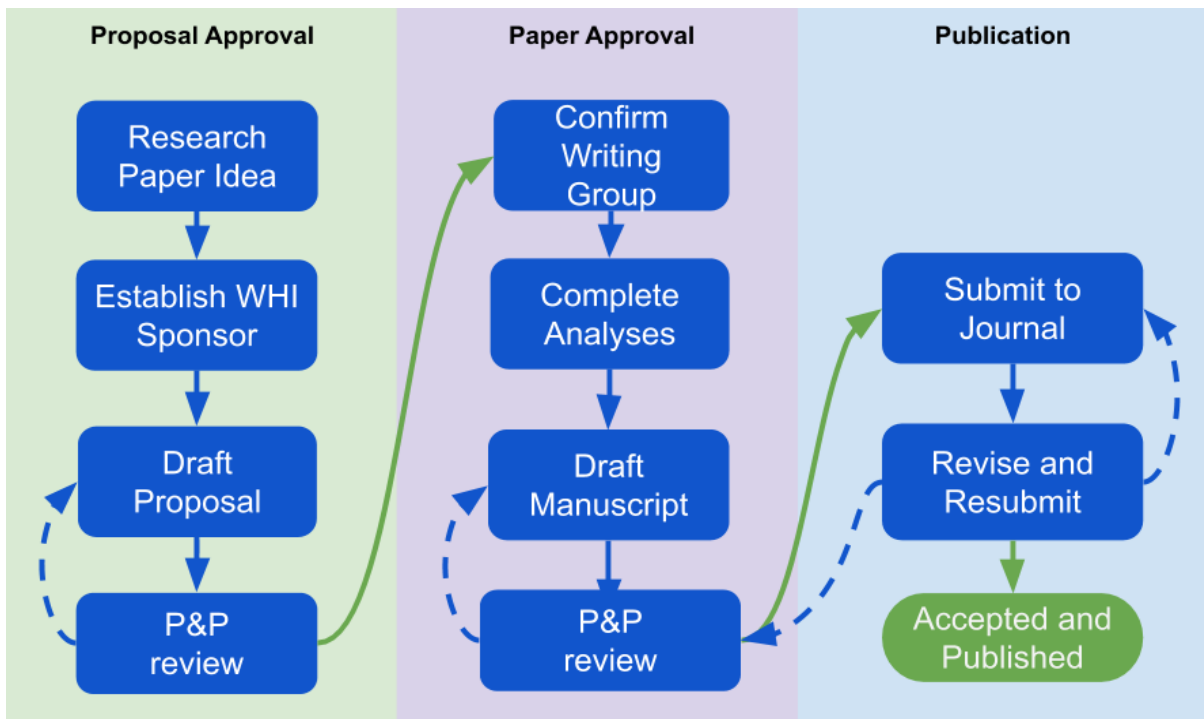 Proposal Approval
Research
Paper Idea
Establish WHI
Sponsor
Draft
Proposal
P&P
review
Paper Approval
Confirm
Writing
Group
Complete
Analyses
Draft
Manuscript
P&P
review
Publication
Submit to
Journal
Revise and
Resubmit
Accepted and
Published